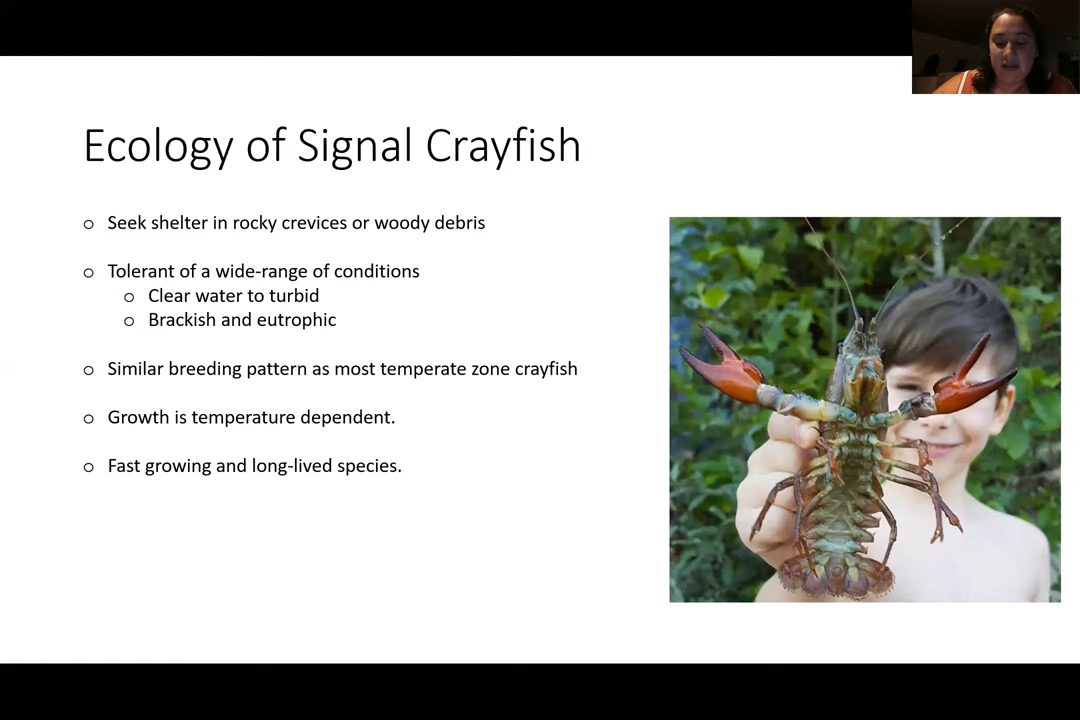 Ecology of Signal Crayfish
o Seek shelter in rocky crevices or woody debris
o Tolerant of a wide-range of conditions
o Clear water to turbid
o Brackish and eutrophic
o Similar breeding pattern as most temperate zone crayfish
o Growth is temperature dependent.
o Fast growing and long-lived species.